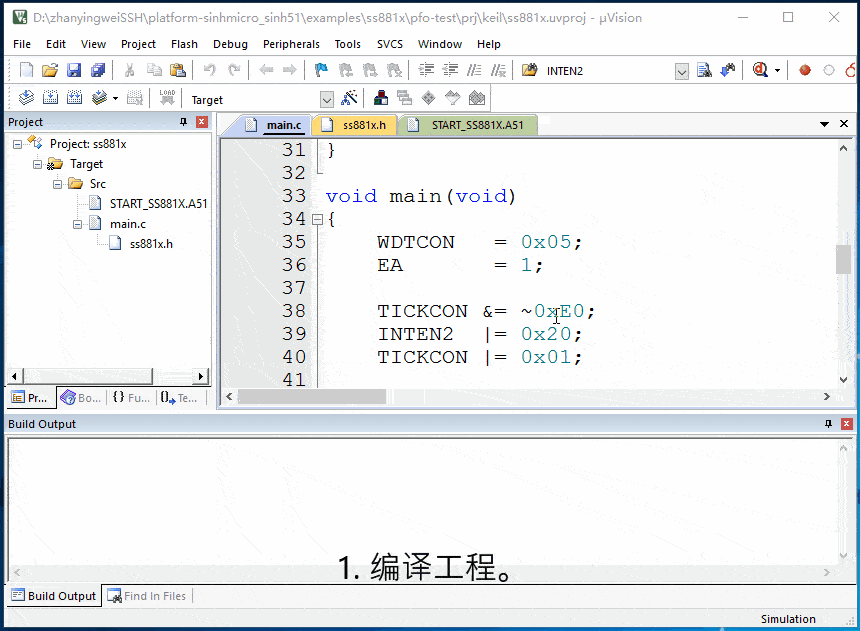 D:\zhanyingweiSSH\platform-sinhmicro_sinh51\examples\ss881x\pfo-test\prj\keil\ss881x.uvproj - µVision
File Edit View Project Flash Debug Peripherals Tools SVCS Window Help
INTEN2
LOAD
Target
Project
main.c ss881x.h START_SS881X.A51
Project: ss881x
Target
Src
START_SS881X.A51
main.c
ss881x.h
31 }
32
33 void main(void)
34 {
35 WDTCON = 0x05;
36 EA = 1;
37
38 TICKCON &= ~0xE0;
39 INTEN2 |= 0x20;
40 TICKCON |= 0x01;
41
Pr... Bo... {} Fu... 0 Te...
Build Output
1. 编译工程。
Build Output Find In Files
Simulation